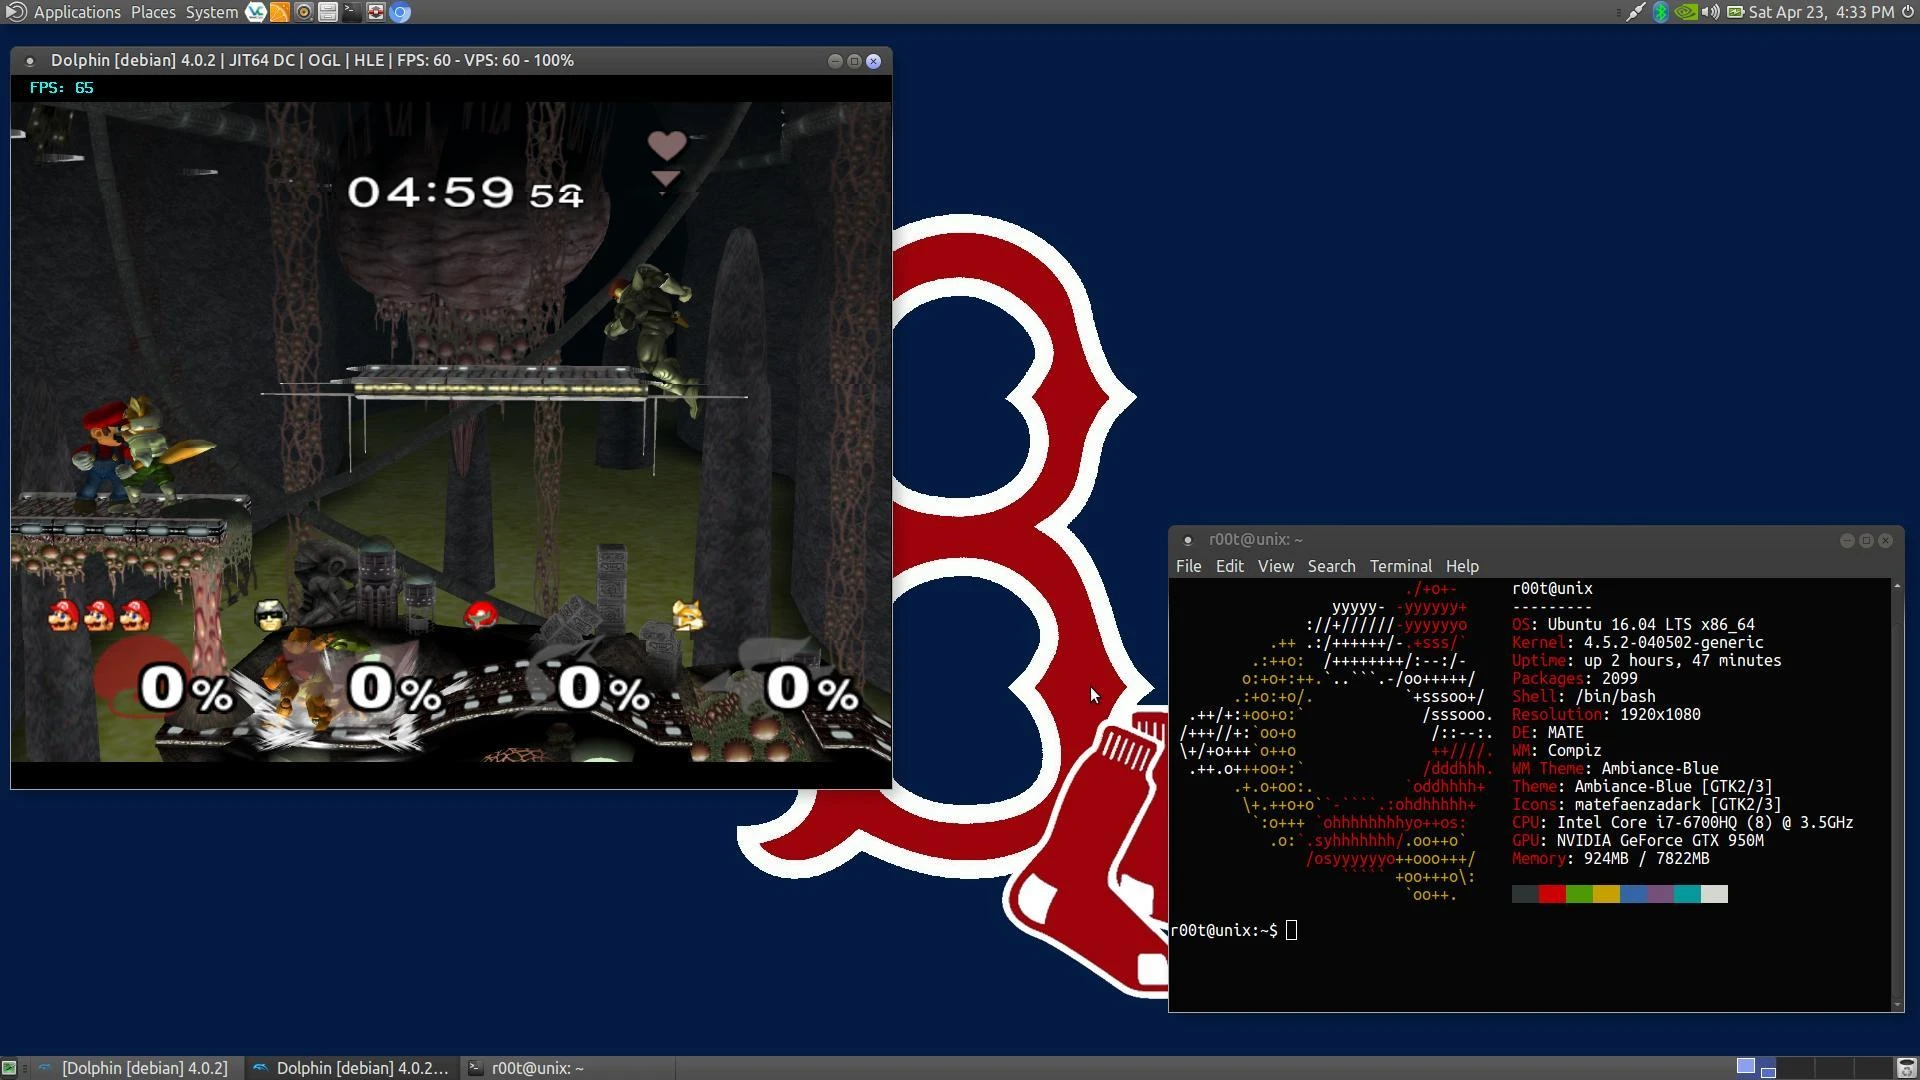 Applications Places System
Sat Apr 23, 4:33 PM
Dolphin [debian] 4.0.2 | JIT64 DC | OGL | HLE | FPS: 60 - VPS: 60 - 100%
FPS: 65
04:59 54
0% 0% 0% 0%
r00t@unix: ~
File Edit View Search Terminal Help
r00t@unix
---------
OS: Ubuntu 16.04 LTS x86_64
Kernel: 4.5.2-040502-generic
Uptime: up 2 hours, 47 minutes
Packages: 2099
Shell: /bin/bash
Resolution: 1920x1080
DE: MATE
WM: Compiz
WM Theme: Ambiance-Blue
Theme: Ambiance-Blue [GTK2/3]
Icons: matefaenzadark [GTK2/3]
CPU: Intel Core i7-6700HQ (8) @ 3.5GHz
GPU: NVIDIA GeForce GTX 950M
Memory: 924MB / 7822MB
r00t@unix:~$
[Dolphin [debian] 4.0.2]
Dolphin [debian] 4.0.2...
r00t@unix: ~